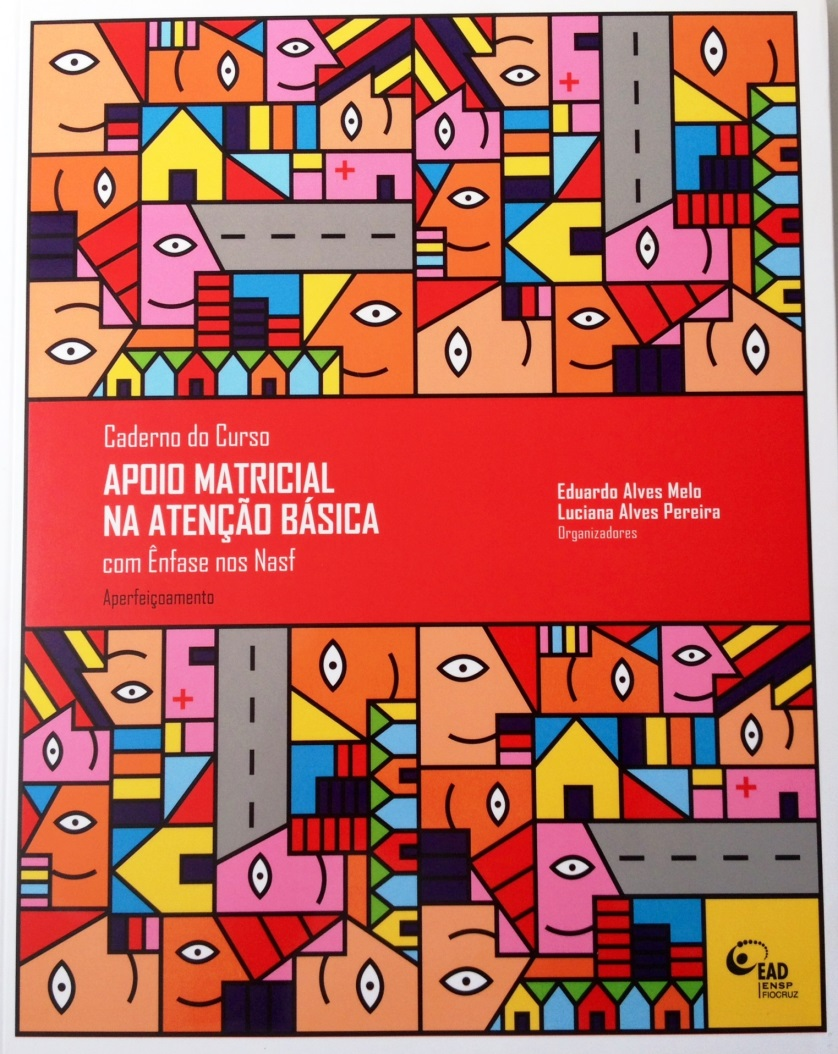 Caderno do Curso
APOIO MATRICIAL
NA ATENÇÃO BÁSICA
com Ênfase nos Nasf
Aperfeiçoamento
Eduardo Alves Melo
Luciana Alves Pereira
Organizadores
EAD
ENSP
FIOCRUZ